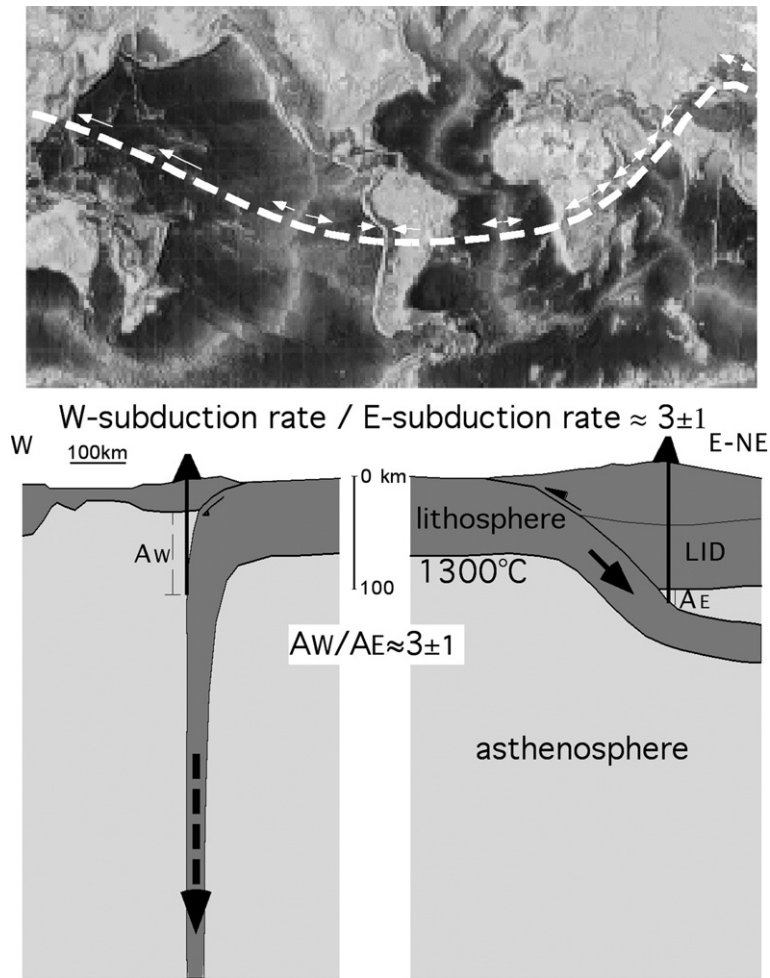 W-subduction rate / E-subduction rate ≈ 3±1
W
E-NE
100km
0 km
lithosphere
LID
1300°C
100
AW
AE
AW/AE≈3±1
asthenosphere